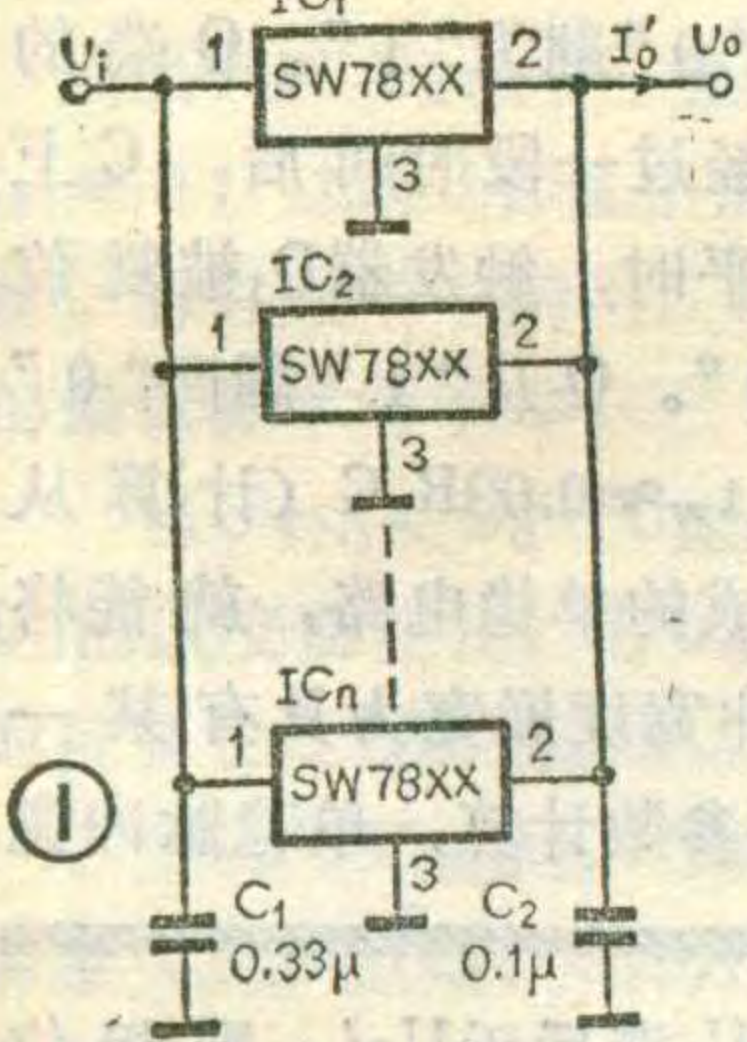 IC₁
Uᵢ 1 SW78XX 2 I₀′ U₀
3
IC₂
1 SW78XX 2
3
ICₙ
1 SW78XX 2
①
3
C₁ C₂
0.33μ 0.1μ